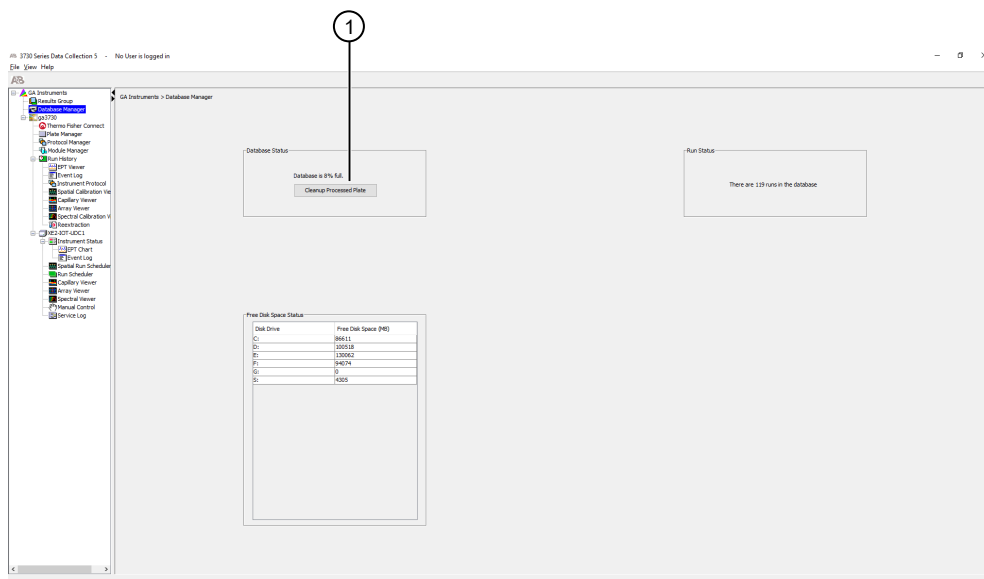 1
3730 Series Data Collection 5 - No User is logged in
File View Help
AB
GA Instruments
Results Group
Database Manager
ga3730
Thermo Fisher Connect
Plate Manager
Protocol Manager
Module Manager
Run History
EPT Viewer
Event Log
Instrument Protocol
Spatial Calibration Vie
Capillary Viewer
Array Viewer
Spectral Calibration V
Reextraction
XE2-IOT-UDC1
Instrument Status
EPT Chart
Event Log
Spatial Run Scheduler
Run Scheduler
Capillary Viewer
Array Viewer
Spectral Viewer
Manual Control
Service Log
GA Instruments > Database Manager
Database Status
Database is 8% full.
Cleanup Processed Plate
Run Status
There are 119 runs in the database
Free Disk Space Status
Disk Drive Free Disk Space (MB)
C: 86611
D: 100518
E: 130062
F: 94074
G: 0
S: 4305